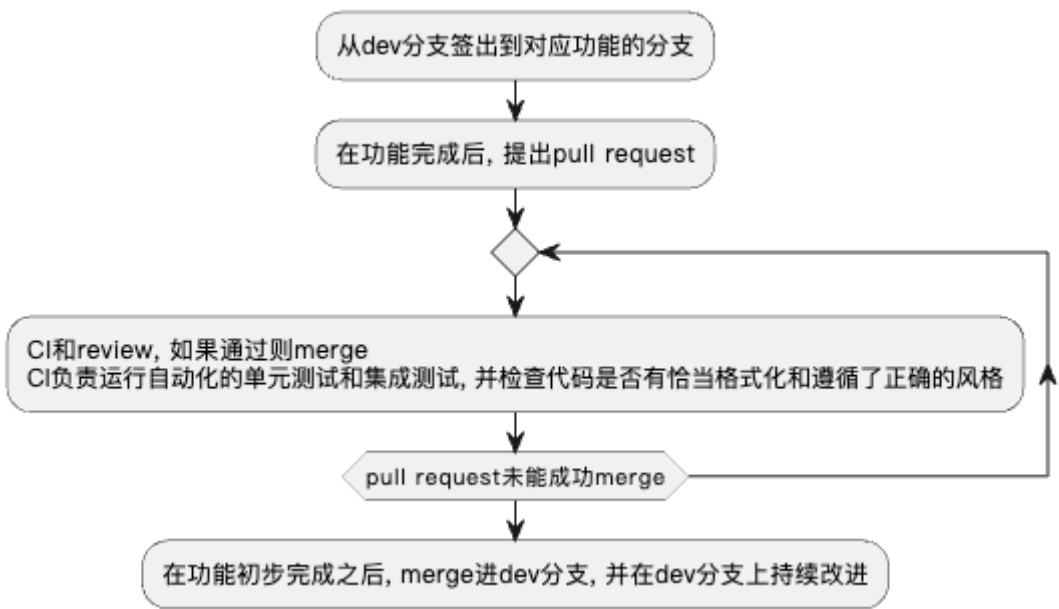 从dev分支签出到对应功能的分支
在功能完成后, 提出pull request
CI和review, 如果通过则merge
CI负责运行自动化的单元测试和集成测试, 并检查代码是否有恰当格式化和遵循了正确的风格
pull request未能成功merge
在功能初步完成之后, merge进dev分支, 并在dev分支上持续改进